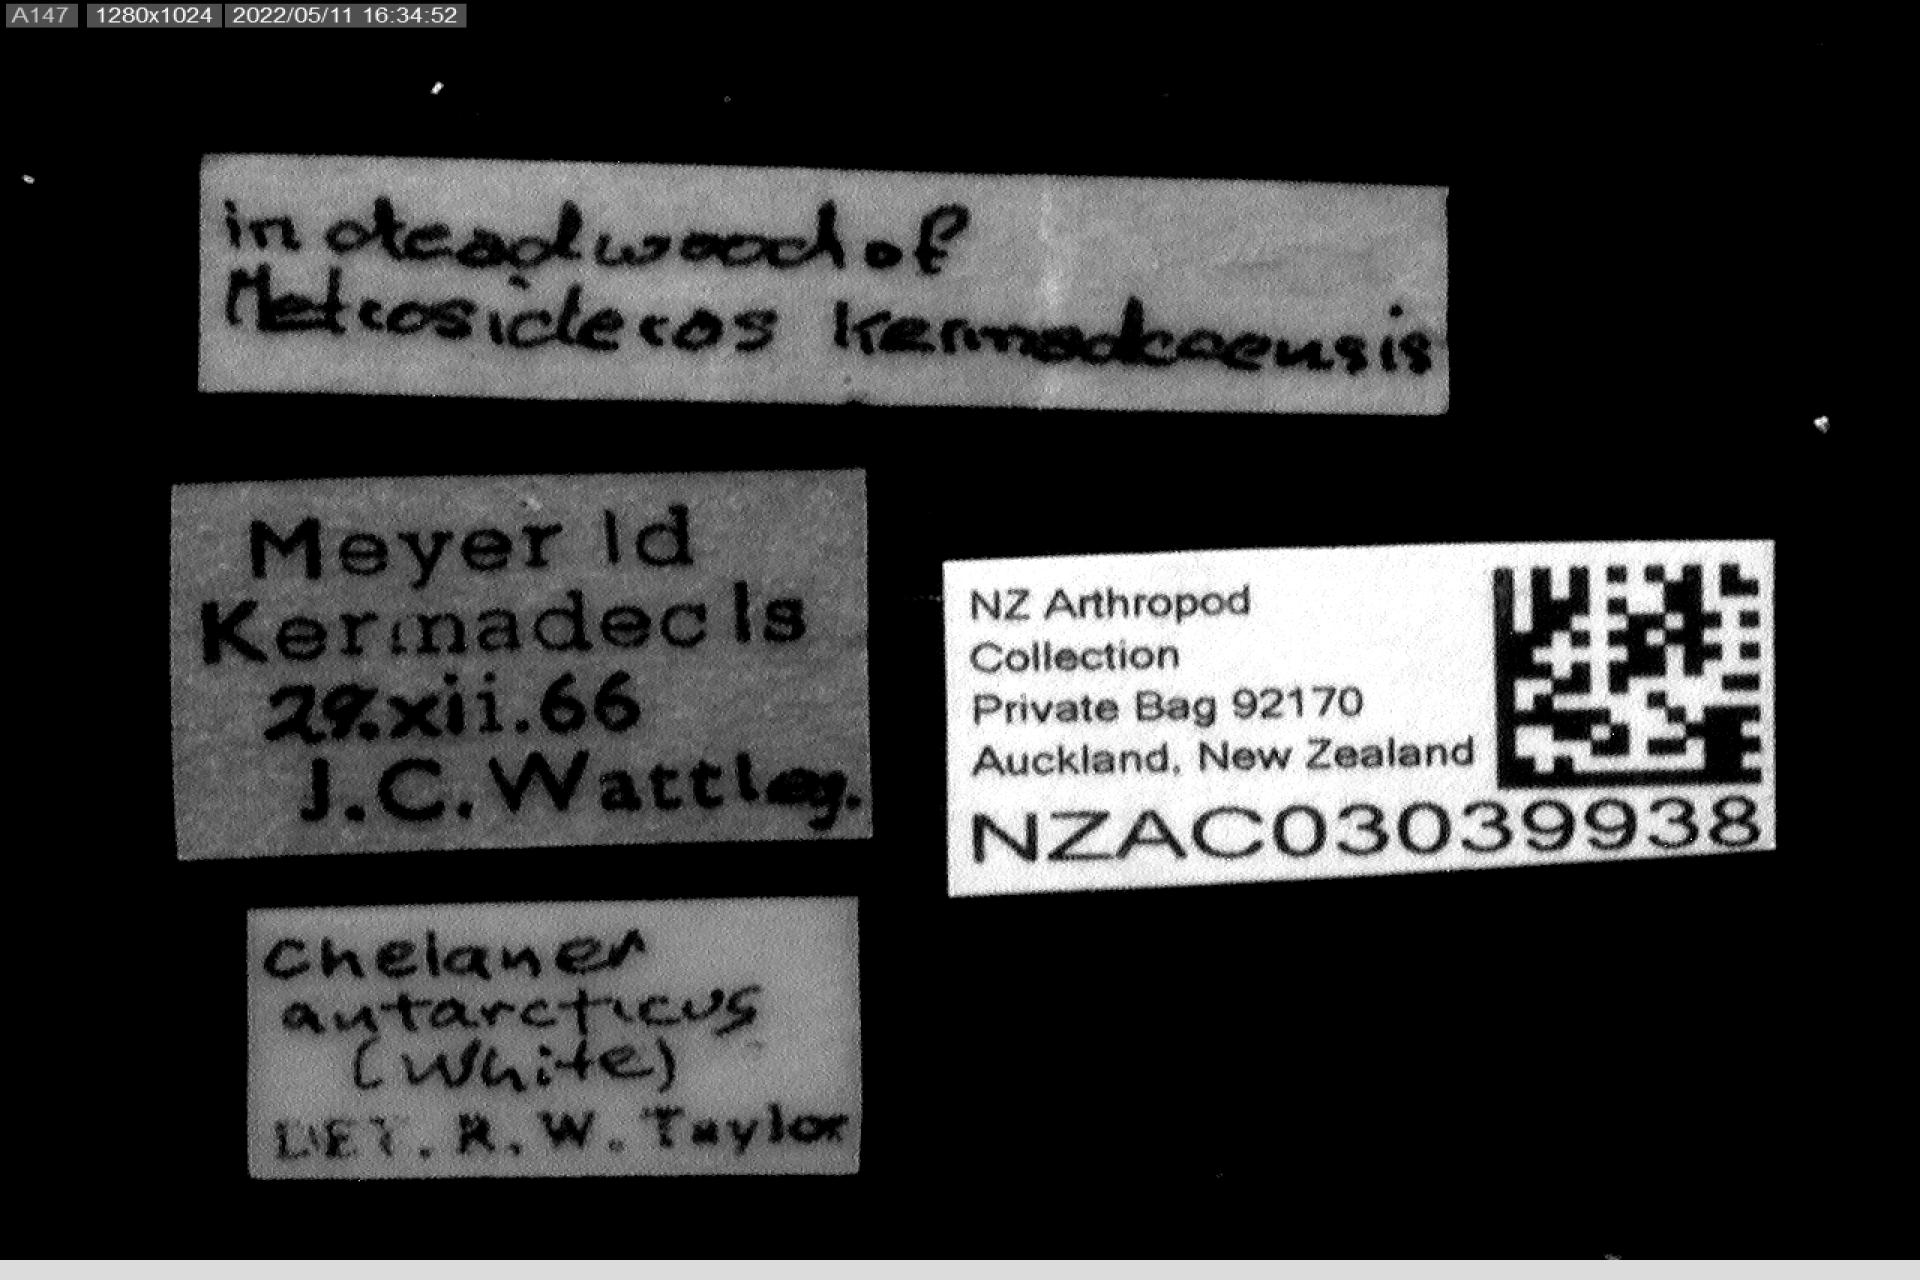 A147 1280x1024 2022/05/11 16:34:52
in deadwood of
Metrosideros Kermadecensis
Meyer Id
Kermadec Is
29.xii.66
J.C. Wattley.
NZ Arthropod
Collection
Private Bag 92170
Auckland, New Zealand
NZAC03039938
Chelaner
antarcticus
(White)
DET. R. W. Taylor